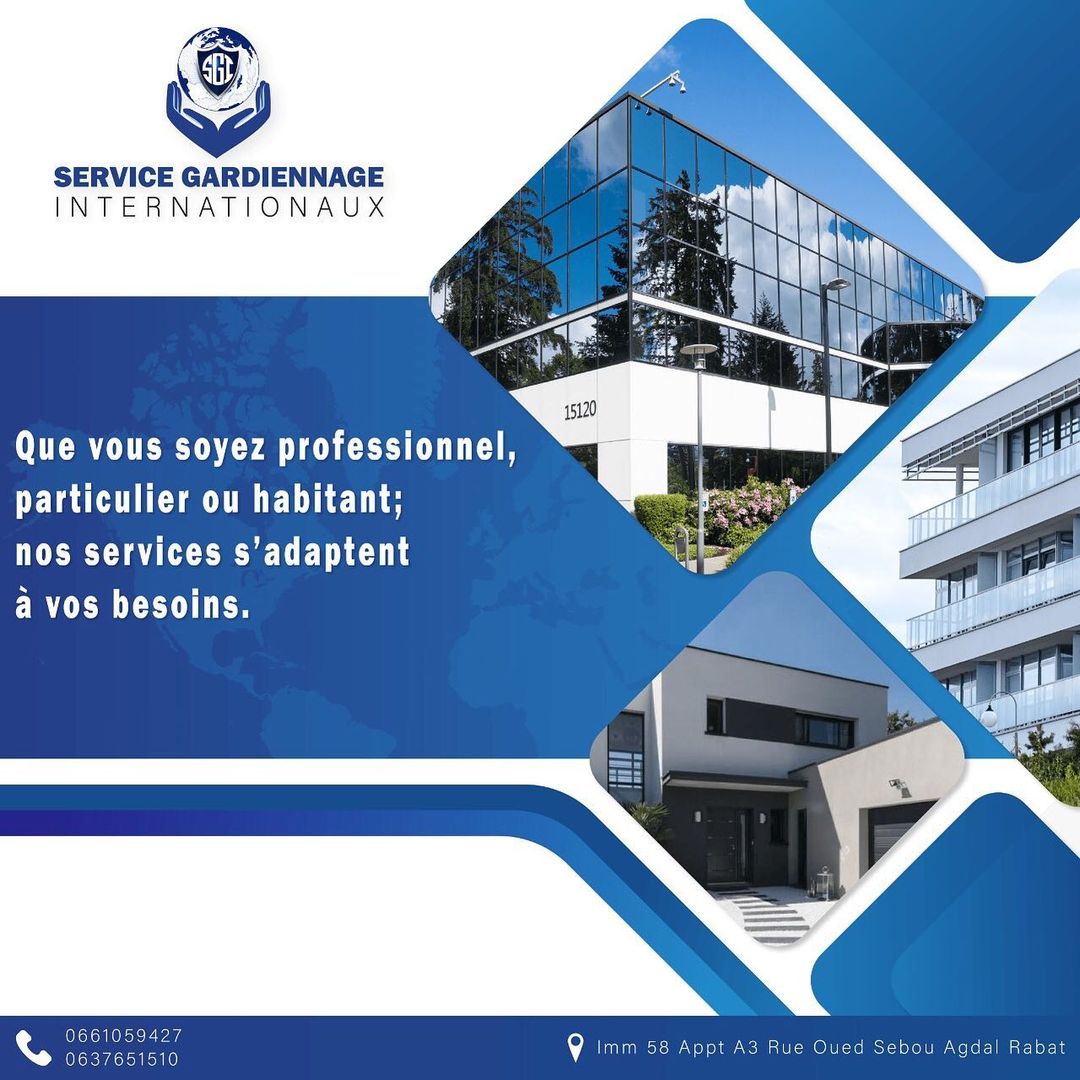 SGI
SERVICE GARDIENNAGE
INTERNATIONAUX
15120
Que vous soyez professionnel,
particulier ou habitant;
nos services s’adaptent
à vos besoins.
0661059427
0637651510
Imm 58 Appt A3 Rue Oued Sebou Agdal Rabat